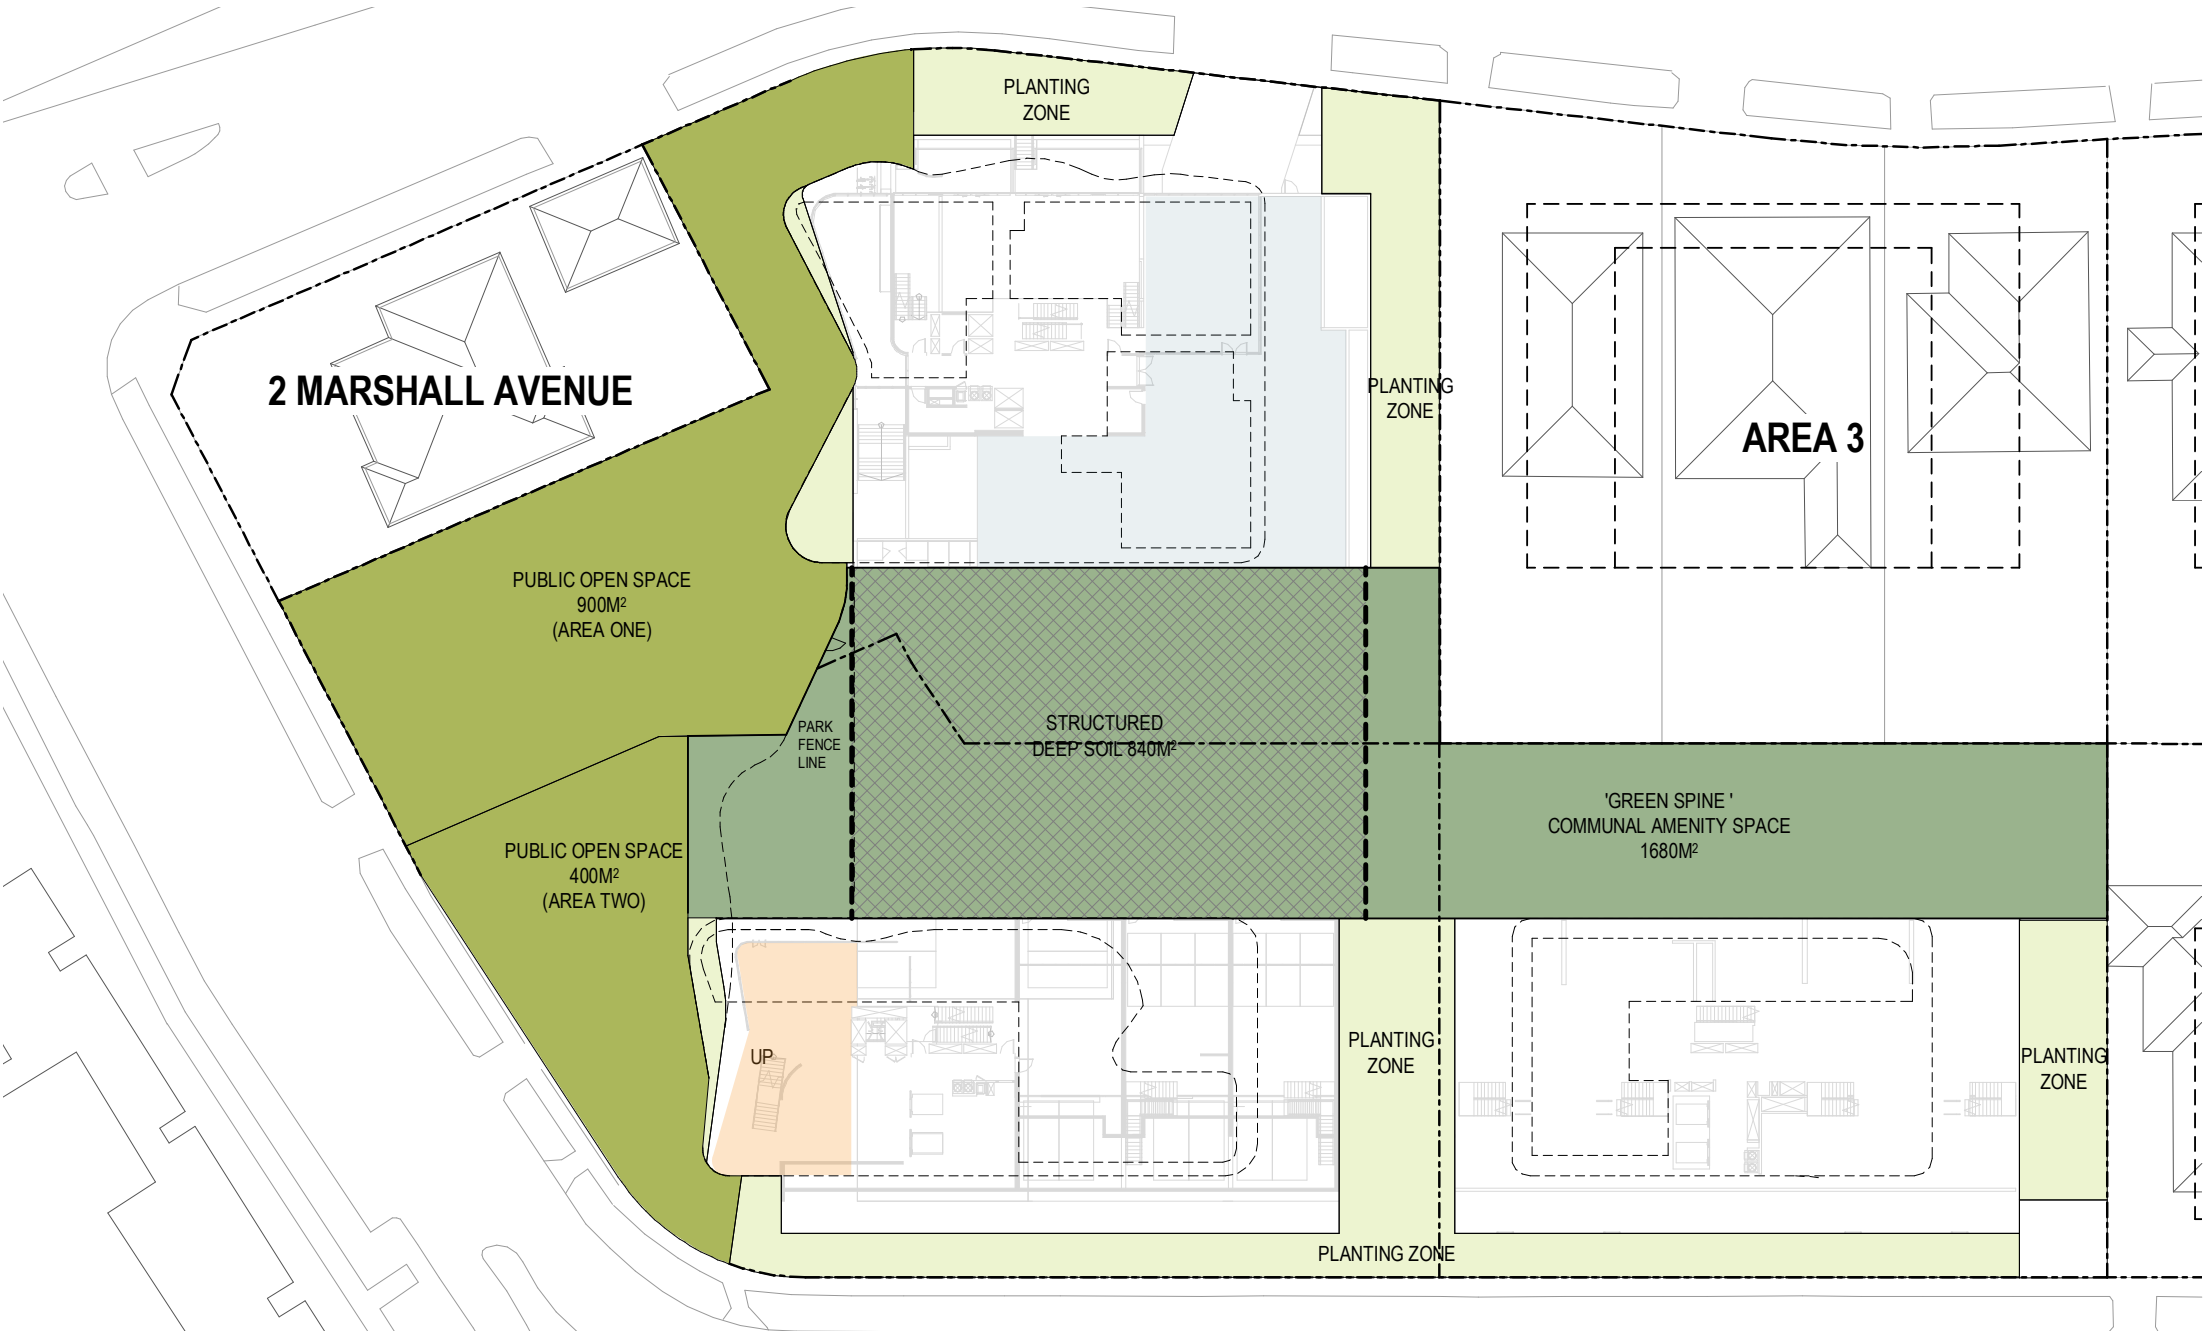 PLANTING
ZONE
2 MARSHALL AVENUE
PLANTING
ZONE
AREA 3
PUBLIC OPEN SPACE
900M²
(AREA ONE)
PARK
FENCE
LINE
STRUCTURED
DEEP SOIL 840M²
'GREEN SPINE '
COMMUNAL AMENITY SPACE
1680M²
PUBLIC OPEN SPACE
400M²
(AREA TWO)
UP
PLANTING
ZONE
PLANTING
ZONE
PLANTING ZONE